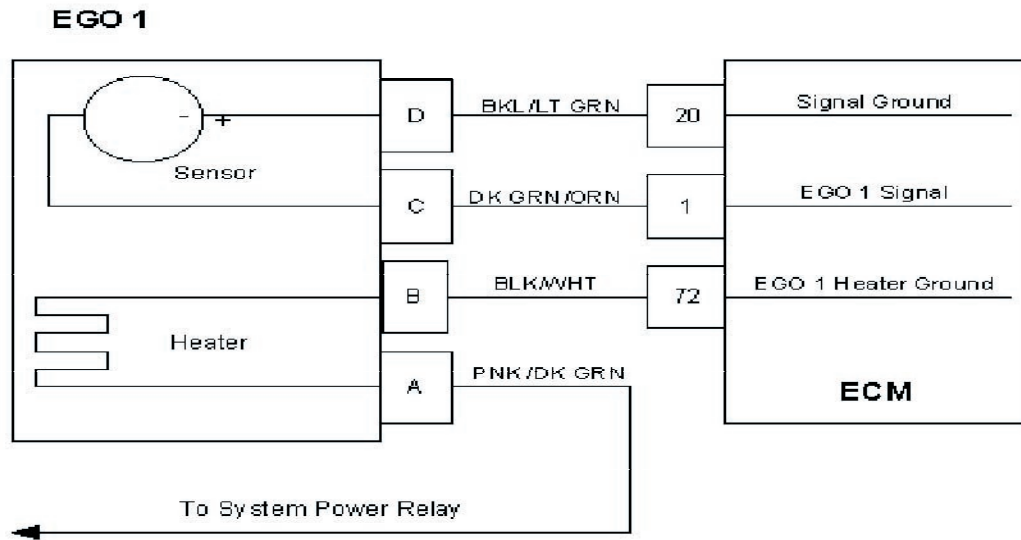 EGO 1
D BKL/LT GRN 20 Signal Ground
- +
Sensor
C DK GRN/ORN 1 EGO 1 Signal
B BLK/WHT 72 EGO 1 Heater Ground
Heater
A PNK/DK GRN
ECM
To System Power Relay